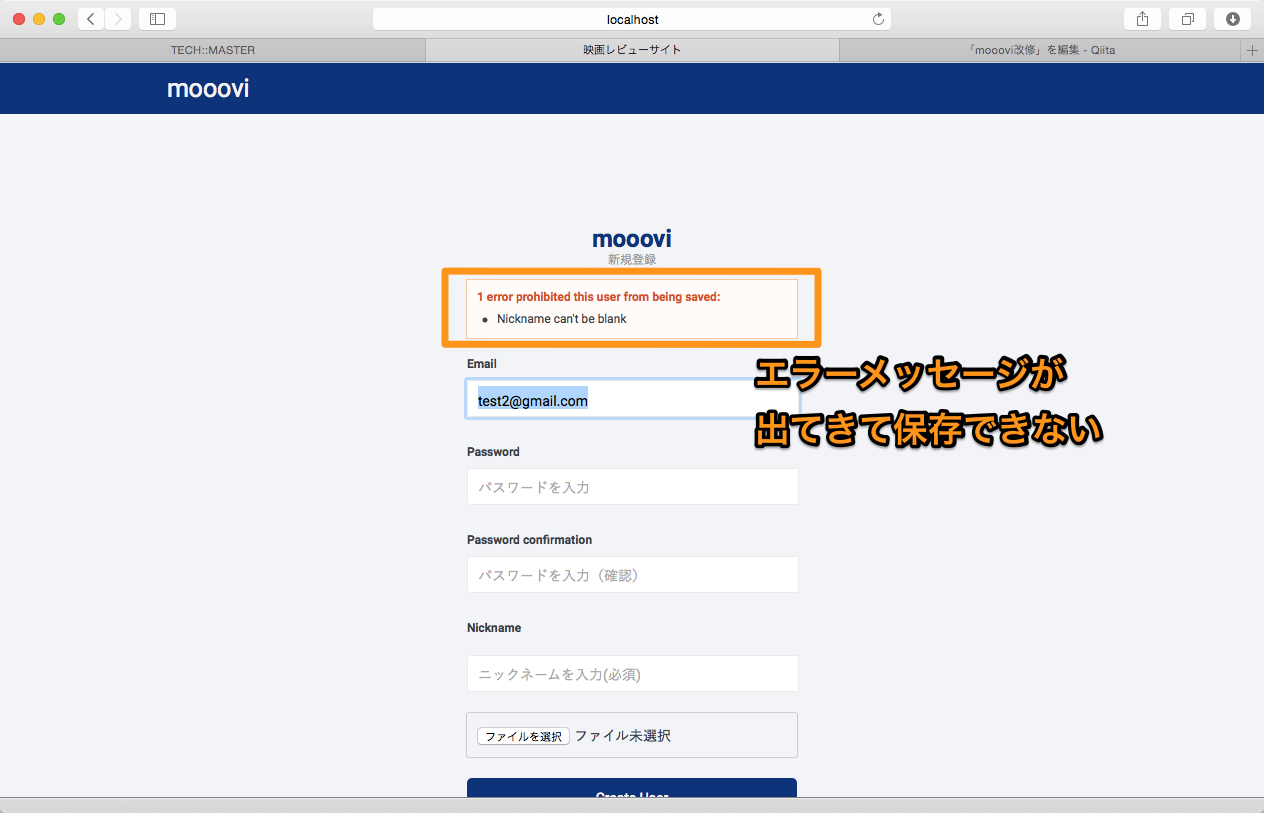 localhost
TECH::MASTER
映画レビューサイト
「mooovi改修」を編集 - Qiita
mooovi
mooovi
新規登録
1 error prohibited this user from being saved:
Nickname can't be blank
Email
test2@gmail.com
エラーメッセージが
出てきて保存できない
Password
パスワードを入力
Password confirmation
パスワードを入力（確認）
Nickname
ニックネームを入力(必須)
ファイルを選択 ファイル未選択
Create User